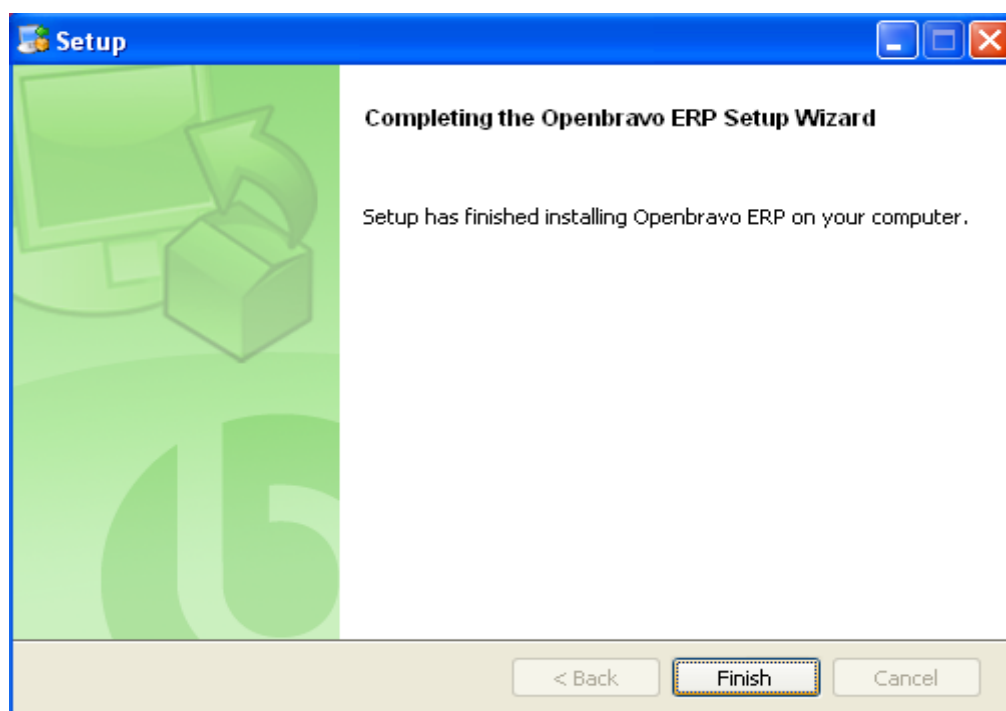 Setup
Completing the Openbravo ERP Setup Wizard
Setup has finished installing Openbravo ERP on your computer.
< Back
Finish
Cancel